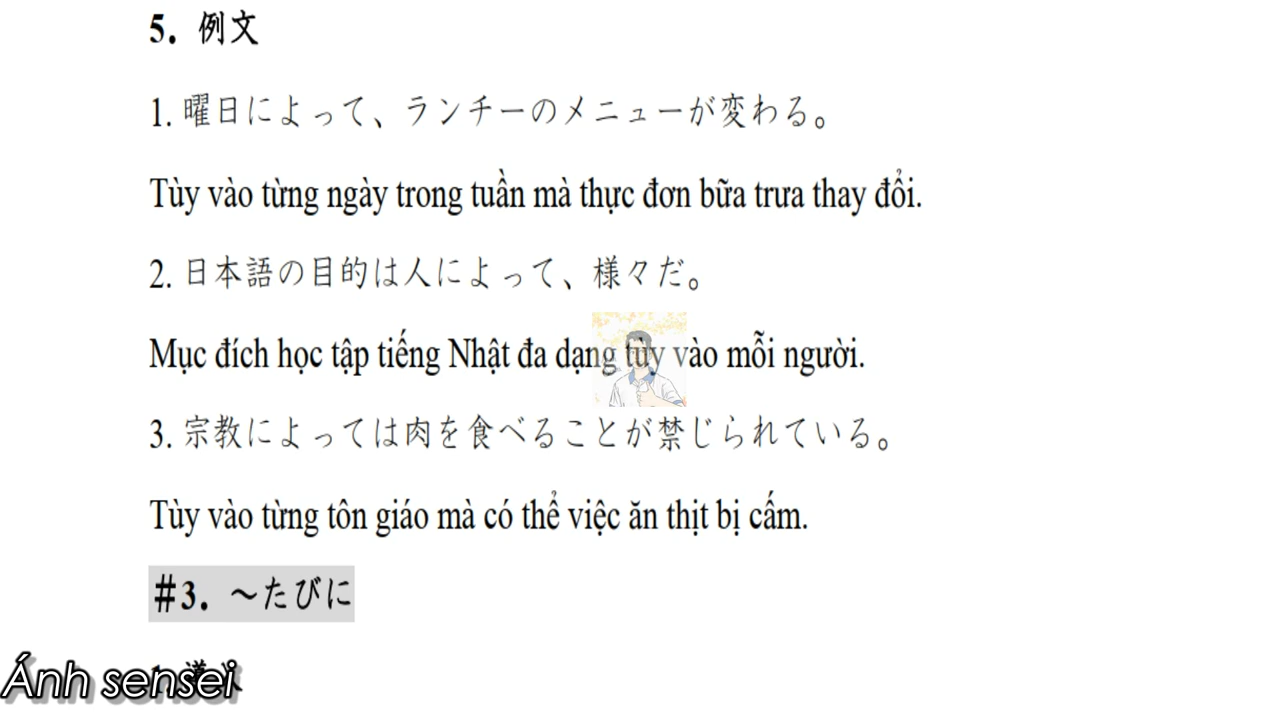 5. 例文
1. 曜日によって、ランチーのメニューが変わる。
Tùy vào từng ngày trong tuần mà thực đơn bữa trưa thay đổi.
2. 日本語の目的は人によって、様々だ。
Mục đích học tập tiếng Nhật đa dạng tùy vào mỗi người.
3. 宗教によっては肉を食べることが禁じられている。
Tùy vào từng tôn giáo mà có thể việc ăn thịt bị cấm.
#3. ～たびに
Ánh sensei